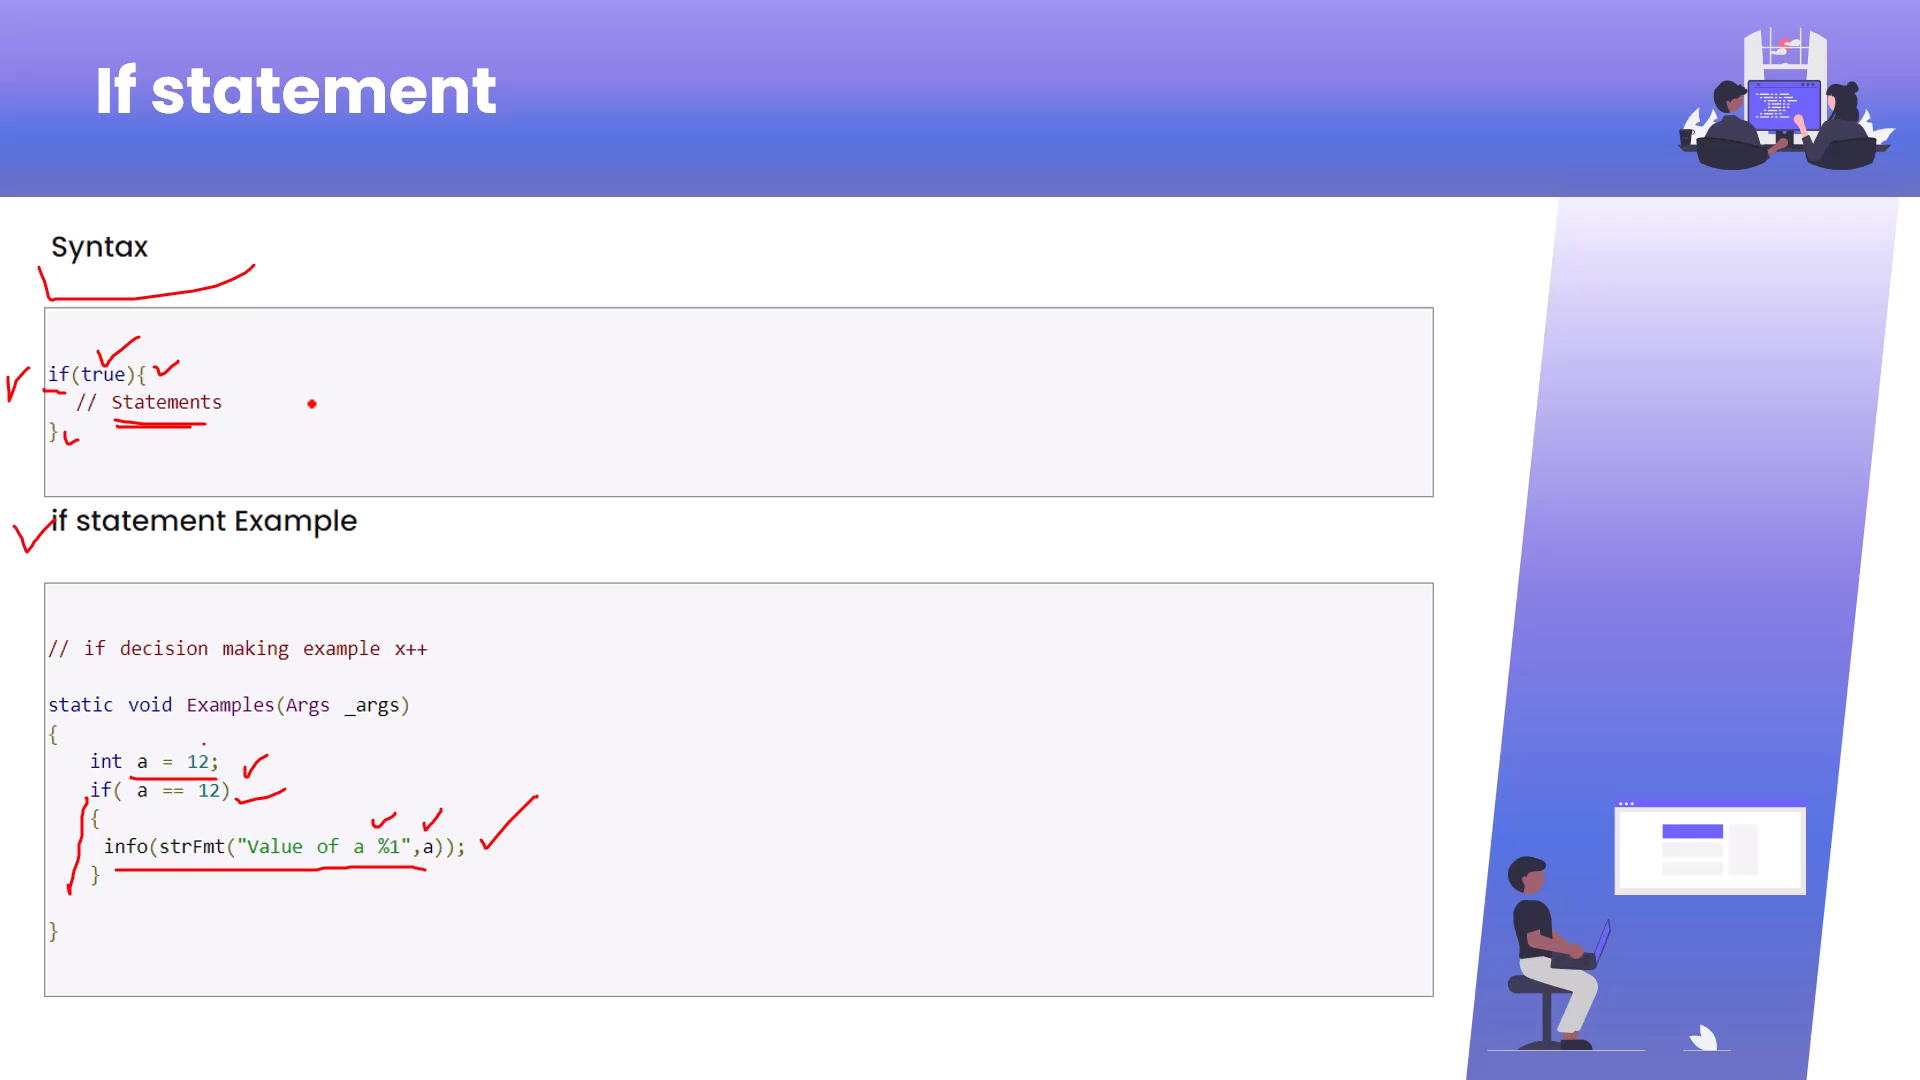 If statement
Syntax
if(true){
// Statements
}
if statement Example
// if decision making example x++
static void Examples(Args _args)
{
int a = 12;
if( a == 12)
{
info(strFmt("Value of a %1",a));
}
}